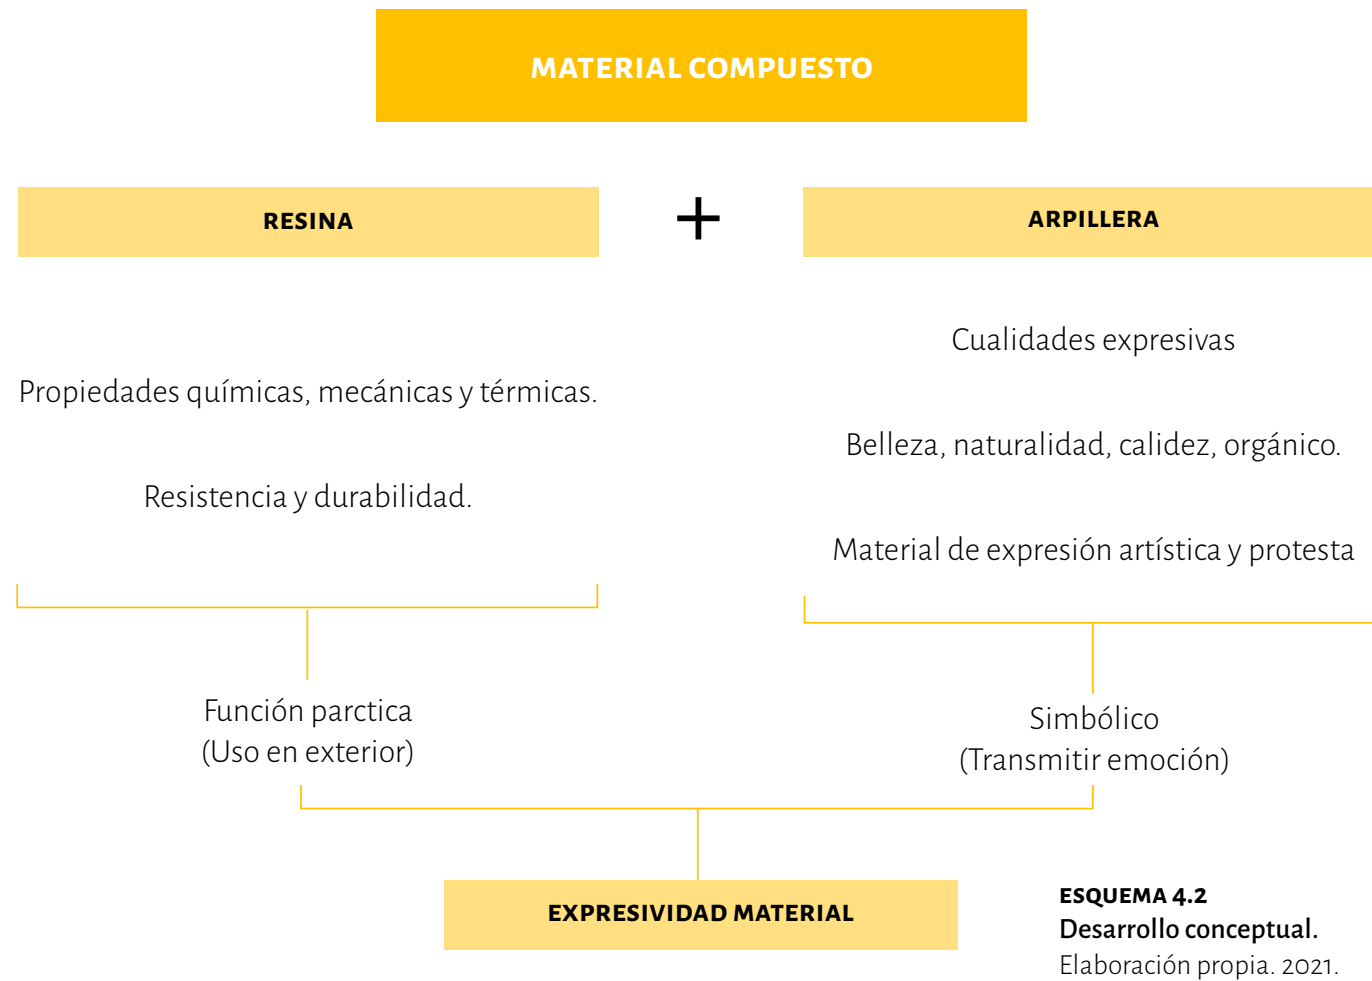 MATERIAL COMPUESTO
RESINA
+
ARPILLERA
Propiedades químicas, mecánicas y térmicas.
Resistencia y durabilidad.
Cualidades expresivas
Belleza, naturalidad, calidez, orgánico.
Material de expresión artística y protesta
Función parctica
(Uso en exterior)
Simbólico
(Transmitir emoción)
EXPRESIVIDAD MATERIAL
ESQUEMA 4.2
Desarrollo conceptual.
Elaboración propia. 2021.